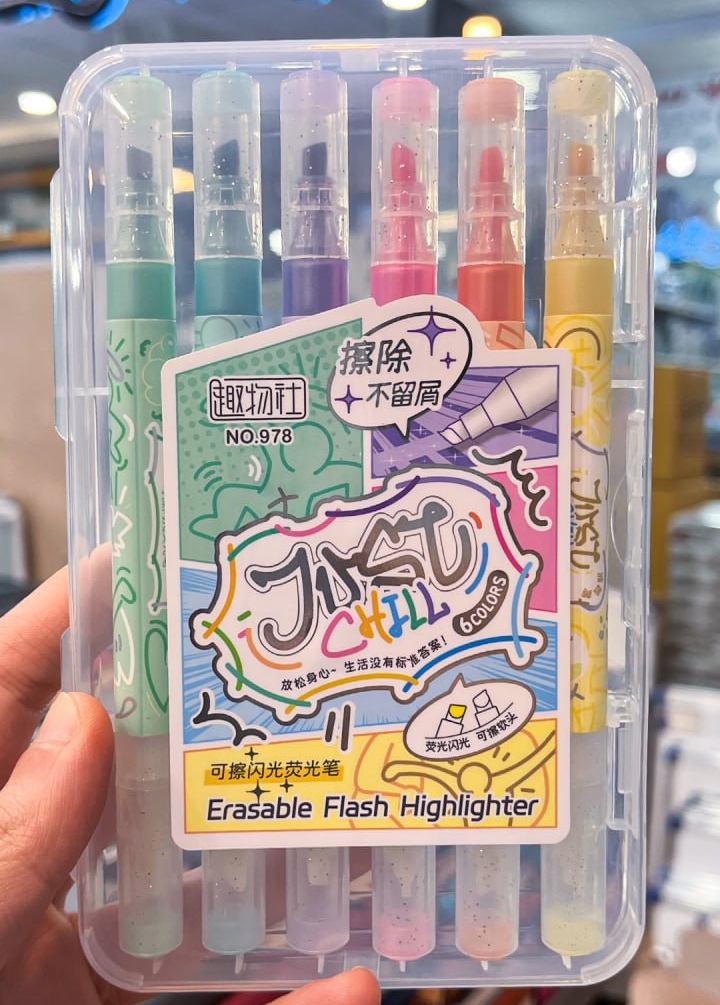 擦除
不留屑
趣物社
NO.978
JUST
CHILL
6COLORS
放松身心~ 生活没有标准答案!
荧光闪光 可擦软头
可擦闪光荧光笔
Erasable Flash Highlighter
JUST